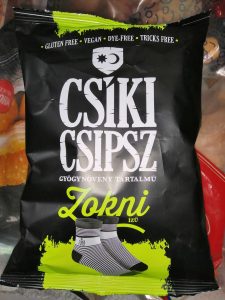 • GLUTEN FREE • VEGAN • DYE-FREE • TRICKS FREE •
CSÍKI
CSIPSZ
GYÓGYNÖVÉNY TARTALMÚ
Zokni
ÍZŰ